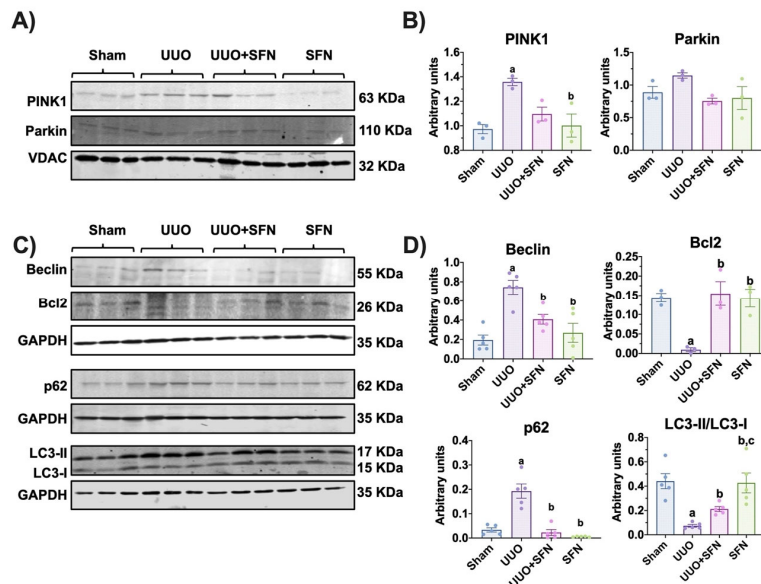 A)
Sham UUO UUO+SFN SFN
PINK1 63 KDa
Parkin 110 KDa
VDAC 32 KDa
B)
PINK1
Arbitrary units
1.6
1.4
1.2
1.0
0.8
a
b
Sham UUO UUO+SFN SFN
Parkin
Arbitrary units
1.5
1.0
0.5
0.0
Sham UUO UUO+SFN SFN
C)
Sham UUO UUO+SFN SFN
Beclin 55 KDa
Bcl2 26 KDa
GAPDH 35 KDa
p62 62 KDa
GAPDH 35 KDa
LC3-II 17 KDa
LC3-I 15 KDa
GAPDH 35 KDa
D)
Beclin
Arbitrary units
1.0
0.8
0.6
0.4
0.2
0.0
a
b
b
Sham UUO UUO+SFN SFN
Bcl2
Arbitrary units
0.20
0.15
0.10
0.05
0.00
a
b
b
Sham UUO UUO+SFN SFN
p62
Arbitrary units
0.4
0.3
0.2
0.1
0.0
a
b
b
Sham UUO UUO+SFN SFN
LC3-II/LC3-I
Arbitrary units
0.8
0.6
0.4
0.2
0.0
a
b
b,c
Sham UUO UUO+SFN SFN